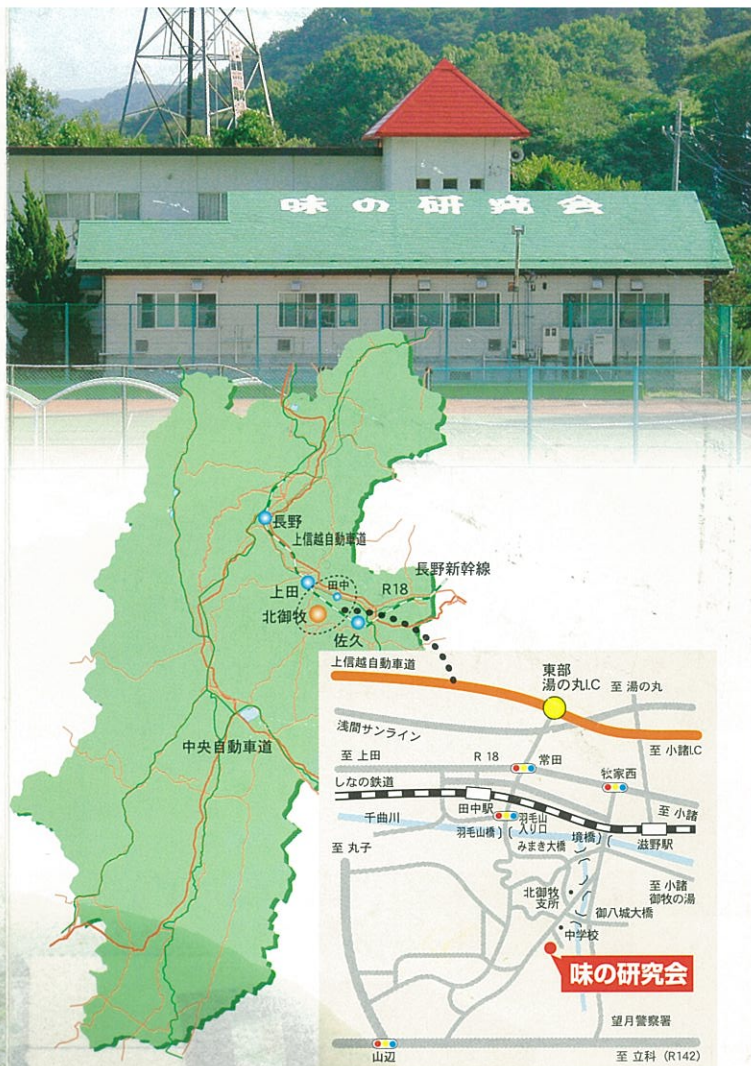 味の研究会
長野
上信越自動車道
長野新幹線
上田
田中
R18
北御牧
佐久
中央自動車道
上信越自動車道
東部
湯の丸I.C
至 湯の丸
浅間サンライン
至 小諸I.C
至 上田
R 18
常田
牧家西
しなの鉄道
田中駅
至 小諸
千曲川
羽毛山
入り口
羽毛山橋
境橋
滋野駅
みまき大橋
至 丸子
至 小諸
御牧の湯
北御牧
支所
御八城大橋
中学校
味の研究会
望月警察署
山辺
至 立科 (R142)